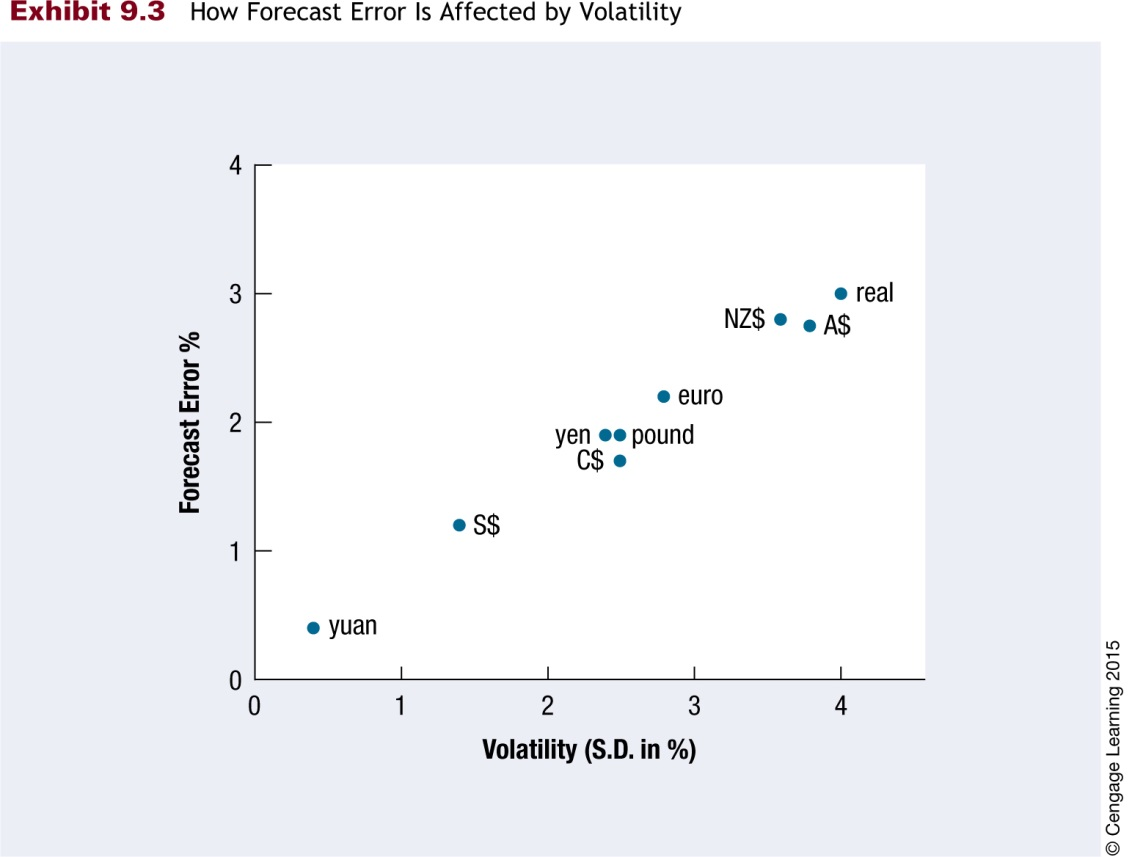 Exhibit 9.3 How Forecast Error Is Affected by Volatility
4
3
2
1
0
Forecast Error %
real
NZ$
A$
euro
yen
pound
C$
S$
yuan
0 1 2 3 4
Volatility (S.D. in %)
© Cengage Learning 2015